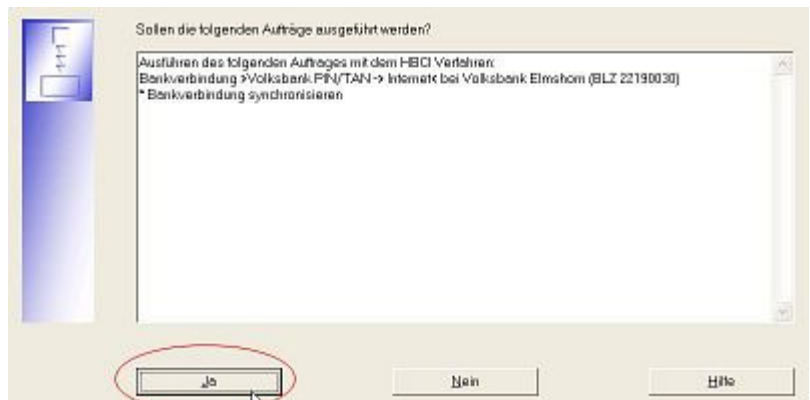 Sollen die folgenden Aufträge ausgeführt werden?
Ausführen des folgenden Auftrages mit dem HBCI Verfahren:
Bankverbindung >Volksbank PIN/TAN -> Internet< bei Volksbank Elmshorn (BLZ 22190030)
* Bankverbindung synchronisieren
Ja
Nein
Hilfe